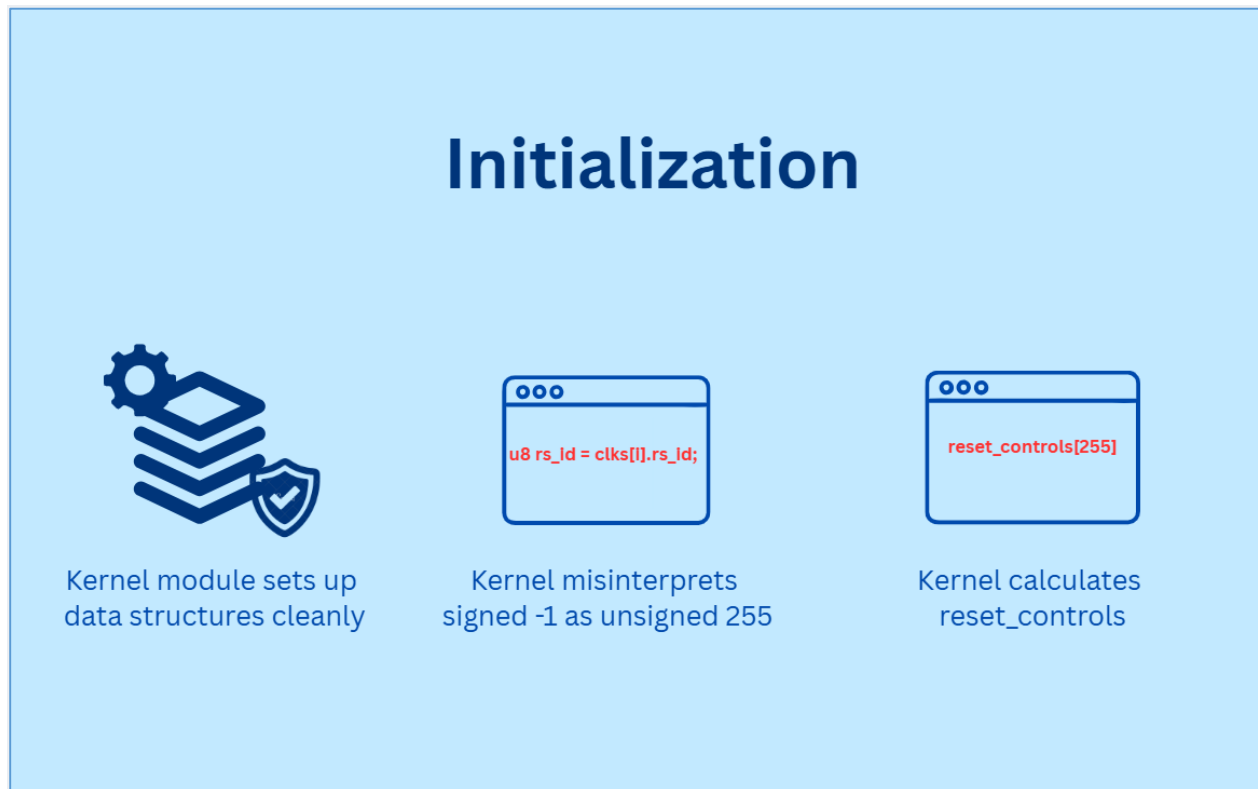 Initialization
u8 rs_id = clks[i].rs_id;
reset_controls[255]
Kernel module sets up
data structures cleanly
Kernel misinterprets
signed -1 as unsigned 255
Kernel calculates
reset_controls